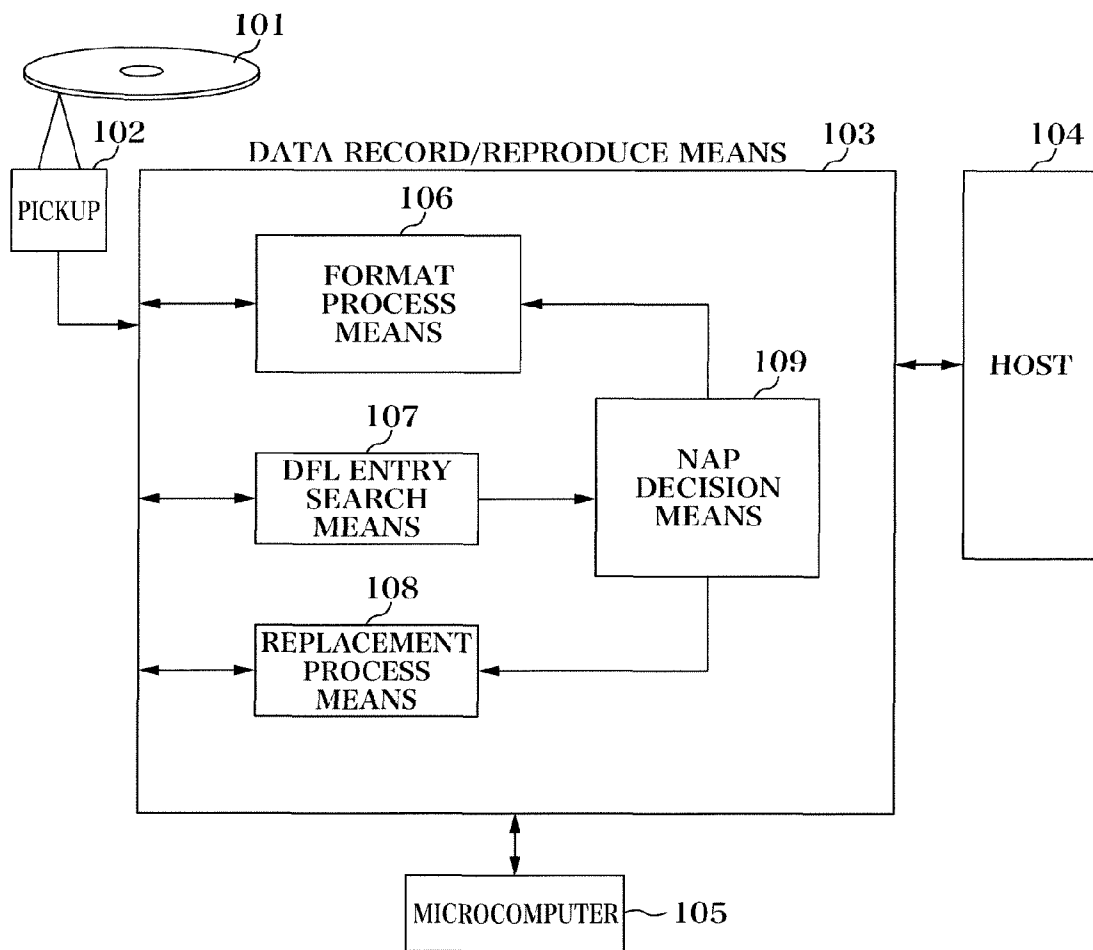 101
102
PICKUP
DATA RECORD/REPRODUCE MEANS
103
104
106
FORMAT
PROCESS
MEANS
HOST
109
107
DFL ENTRY
SEARCH
MEANS
NAP
DECISION
MEANS
108
REPLACEMENT
PROCESS
MEANS
MICROCOMPUTER
105